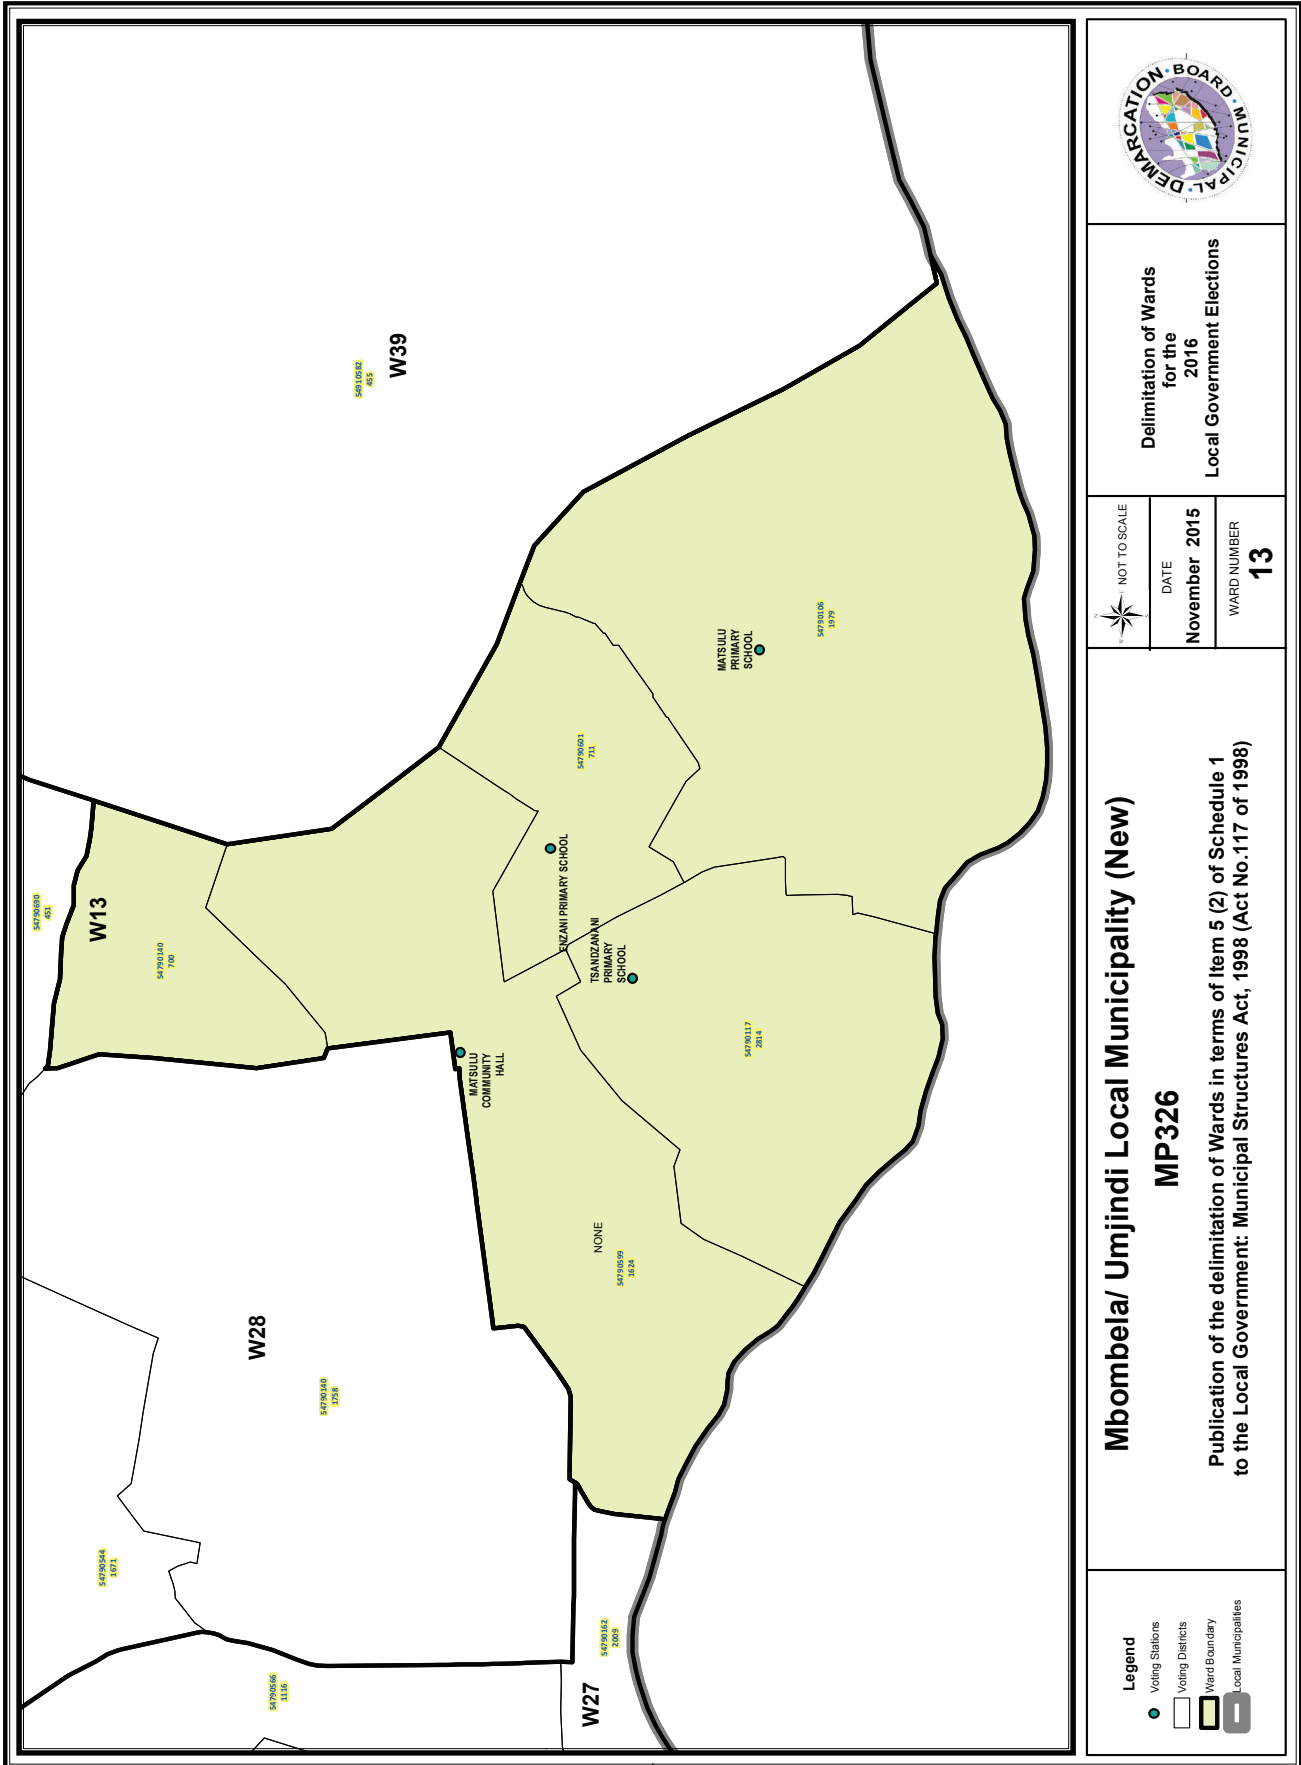 54910582
455
W39
54790690
451
W13
54790140
700
MATSULU
PRIMARY
SCHOOL
54790106
1979
54790601
711
ENZANI PRIMARY SCHOOL
TSANDZANANI
PRIMARY
SCHOOL
54790117
2814
MATSULU
COMMUNITY
HALL
NONE
54790599
1624
W28
54790140
1758
54790544
1671
54790566
1116
W27
54790162
2009
Legend
Voting Stations
Voting Districts
Ward Boundary
Local Municipalities
Mbombela/ Umjindi Local Municipality (New)
MP326
Publication of the delimitation of Wards in terms of Item 5 (2) of Schedule 1
to the Local Government: Municipal Structures Act, 1998 (Act No.117 of 1998)
NOT TO SCALE
DATE
November 2015
WARD NUMBER
13
Delimitation of Wards
for the
2016
Local Government Elections
MUNICIPAL • DEMARCATION • BOARD •